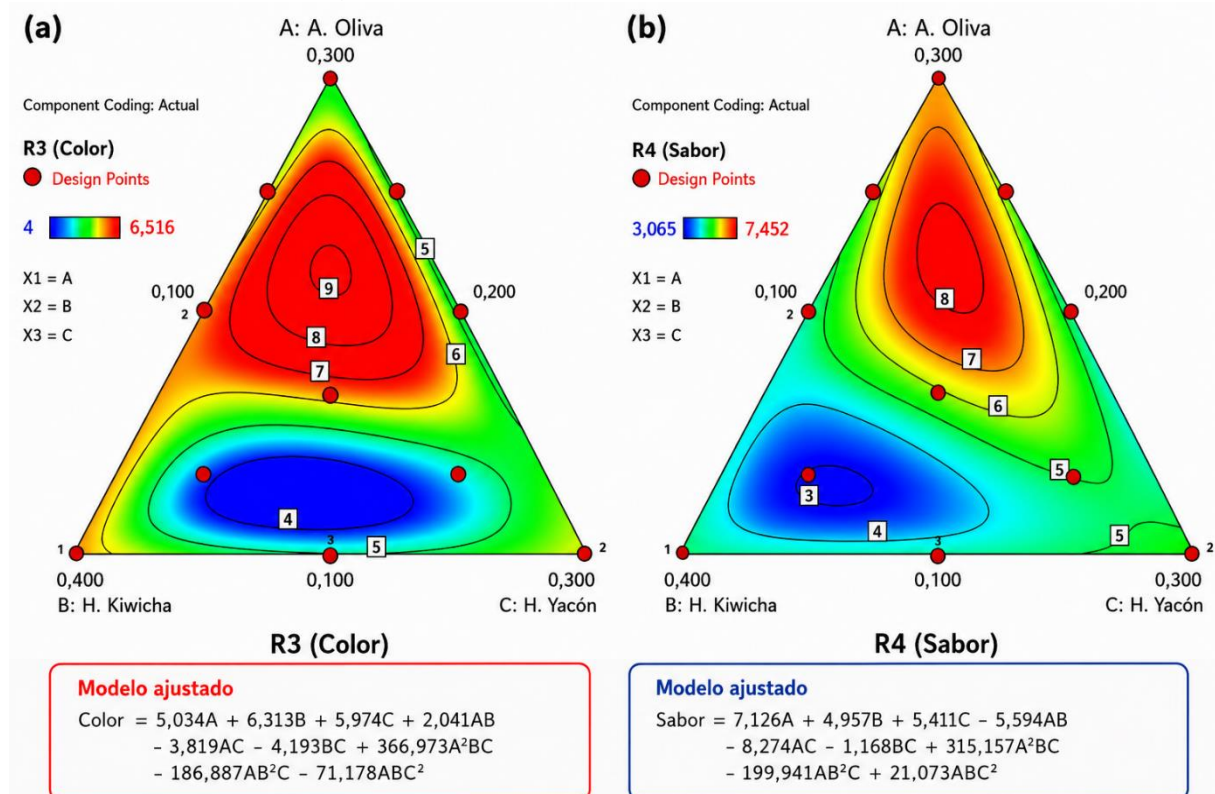 (a)
A: A. Oliva
0,300
Component Coding: Actual
R3 (Color)
Design Points
4 6,516
X1 = A
X2 = B
X3 = C
0,100
2
0,200
5
9
8
7
6
4
5
3
1
2
0,400
0,100
0,300
B: H. Kiwicha
C: H. Yacón
R3 (Color)
Modelo ajustado
Color = 5,034A + 6,313B + 5,974C + 2,041AB
– 3,819AC – 4,193BC + 366,973A²BC
– 186,887AB²C – 71,178ABC²
(b)
A: A. Oliva
0,300
Component Coding: Actual
R4 (Sabor)
Design Points
3,065 7,452
X1 = A
X2 = B
X3 = C
0,100
2
0,200
8
7
6
5
3
4
5
3
1
2
0,400
0,100
0,300
B: H. Kiwicha
C: H. Yacón
R4 (Sabor)
Modelo ajustado
Sabor = 7,126A + 4,957B + 5,411C – 5,594AB
– 8,274AC – 1,168BC + 315,157A²BC
– 199,941AB²C + 21,073ABC²